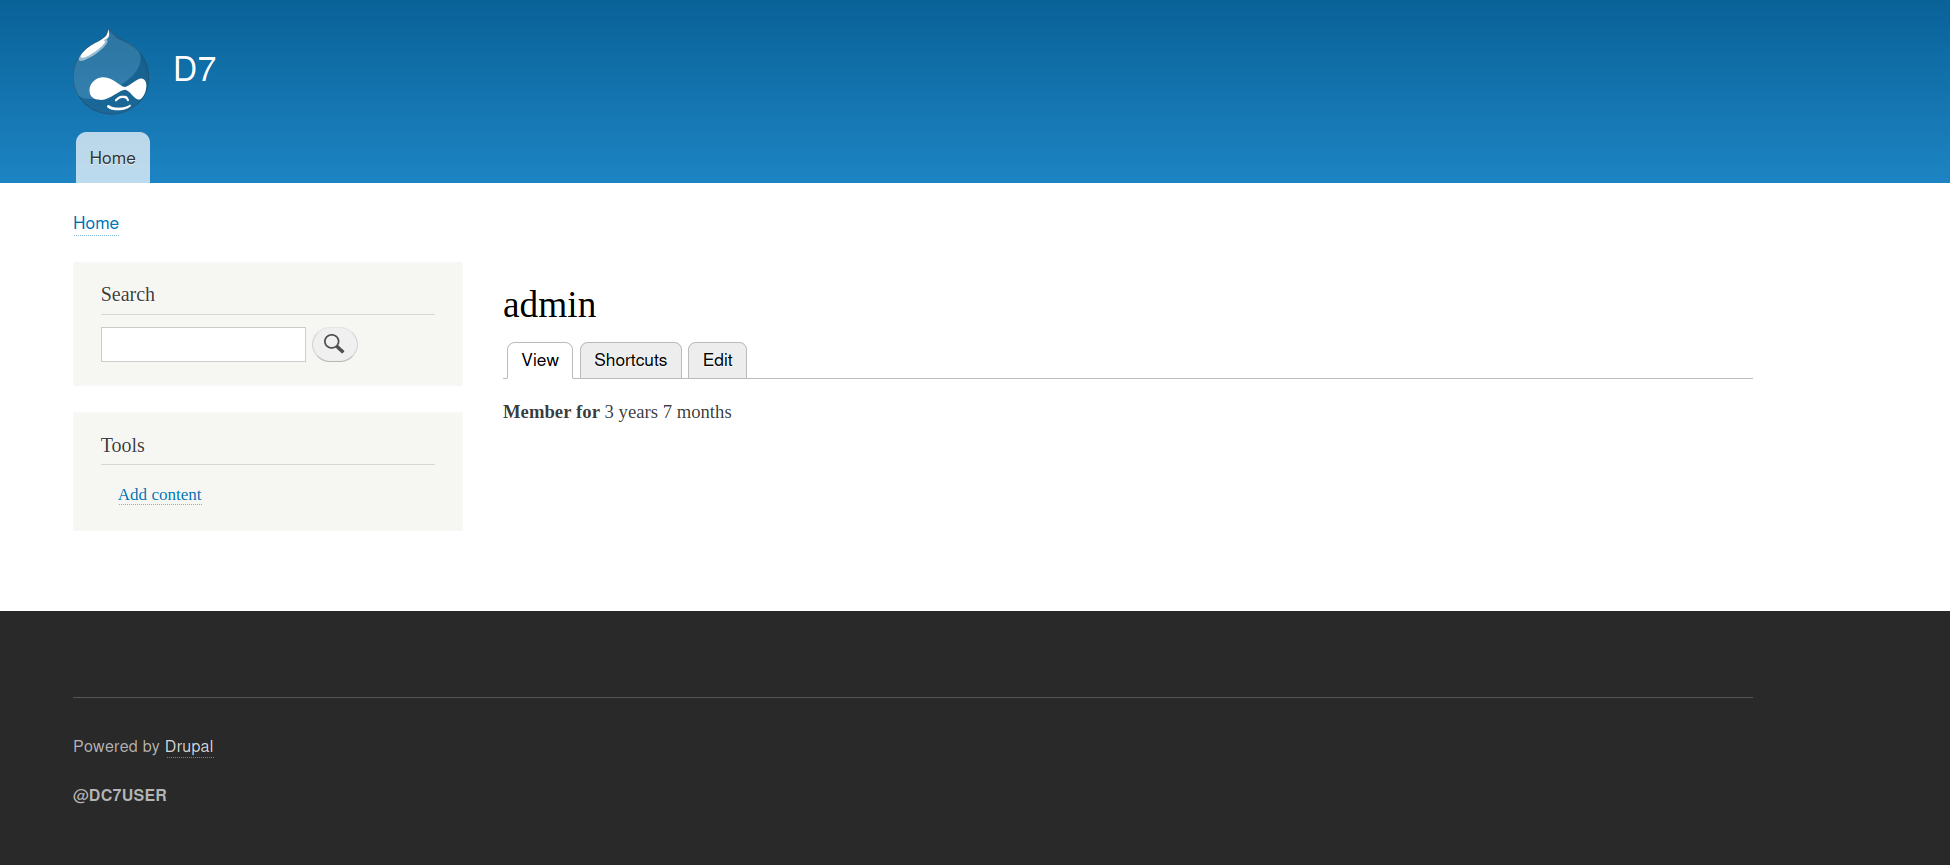 D7
Home
Home
Search
admin
View Shortcuts Edit
Member for 3 years 7 months
Tools
Add content
Powered by Drupal
@DC7USER